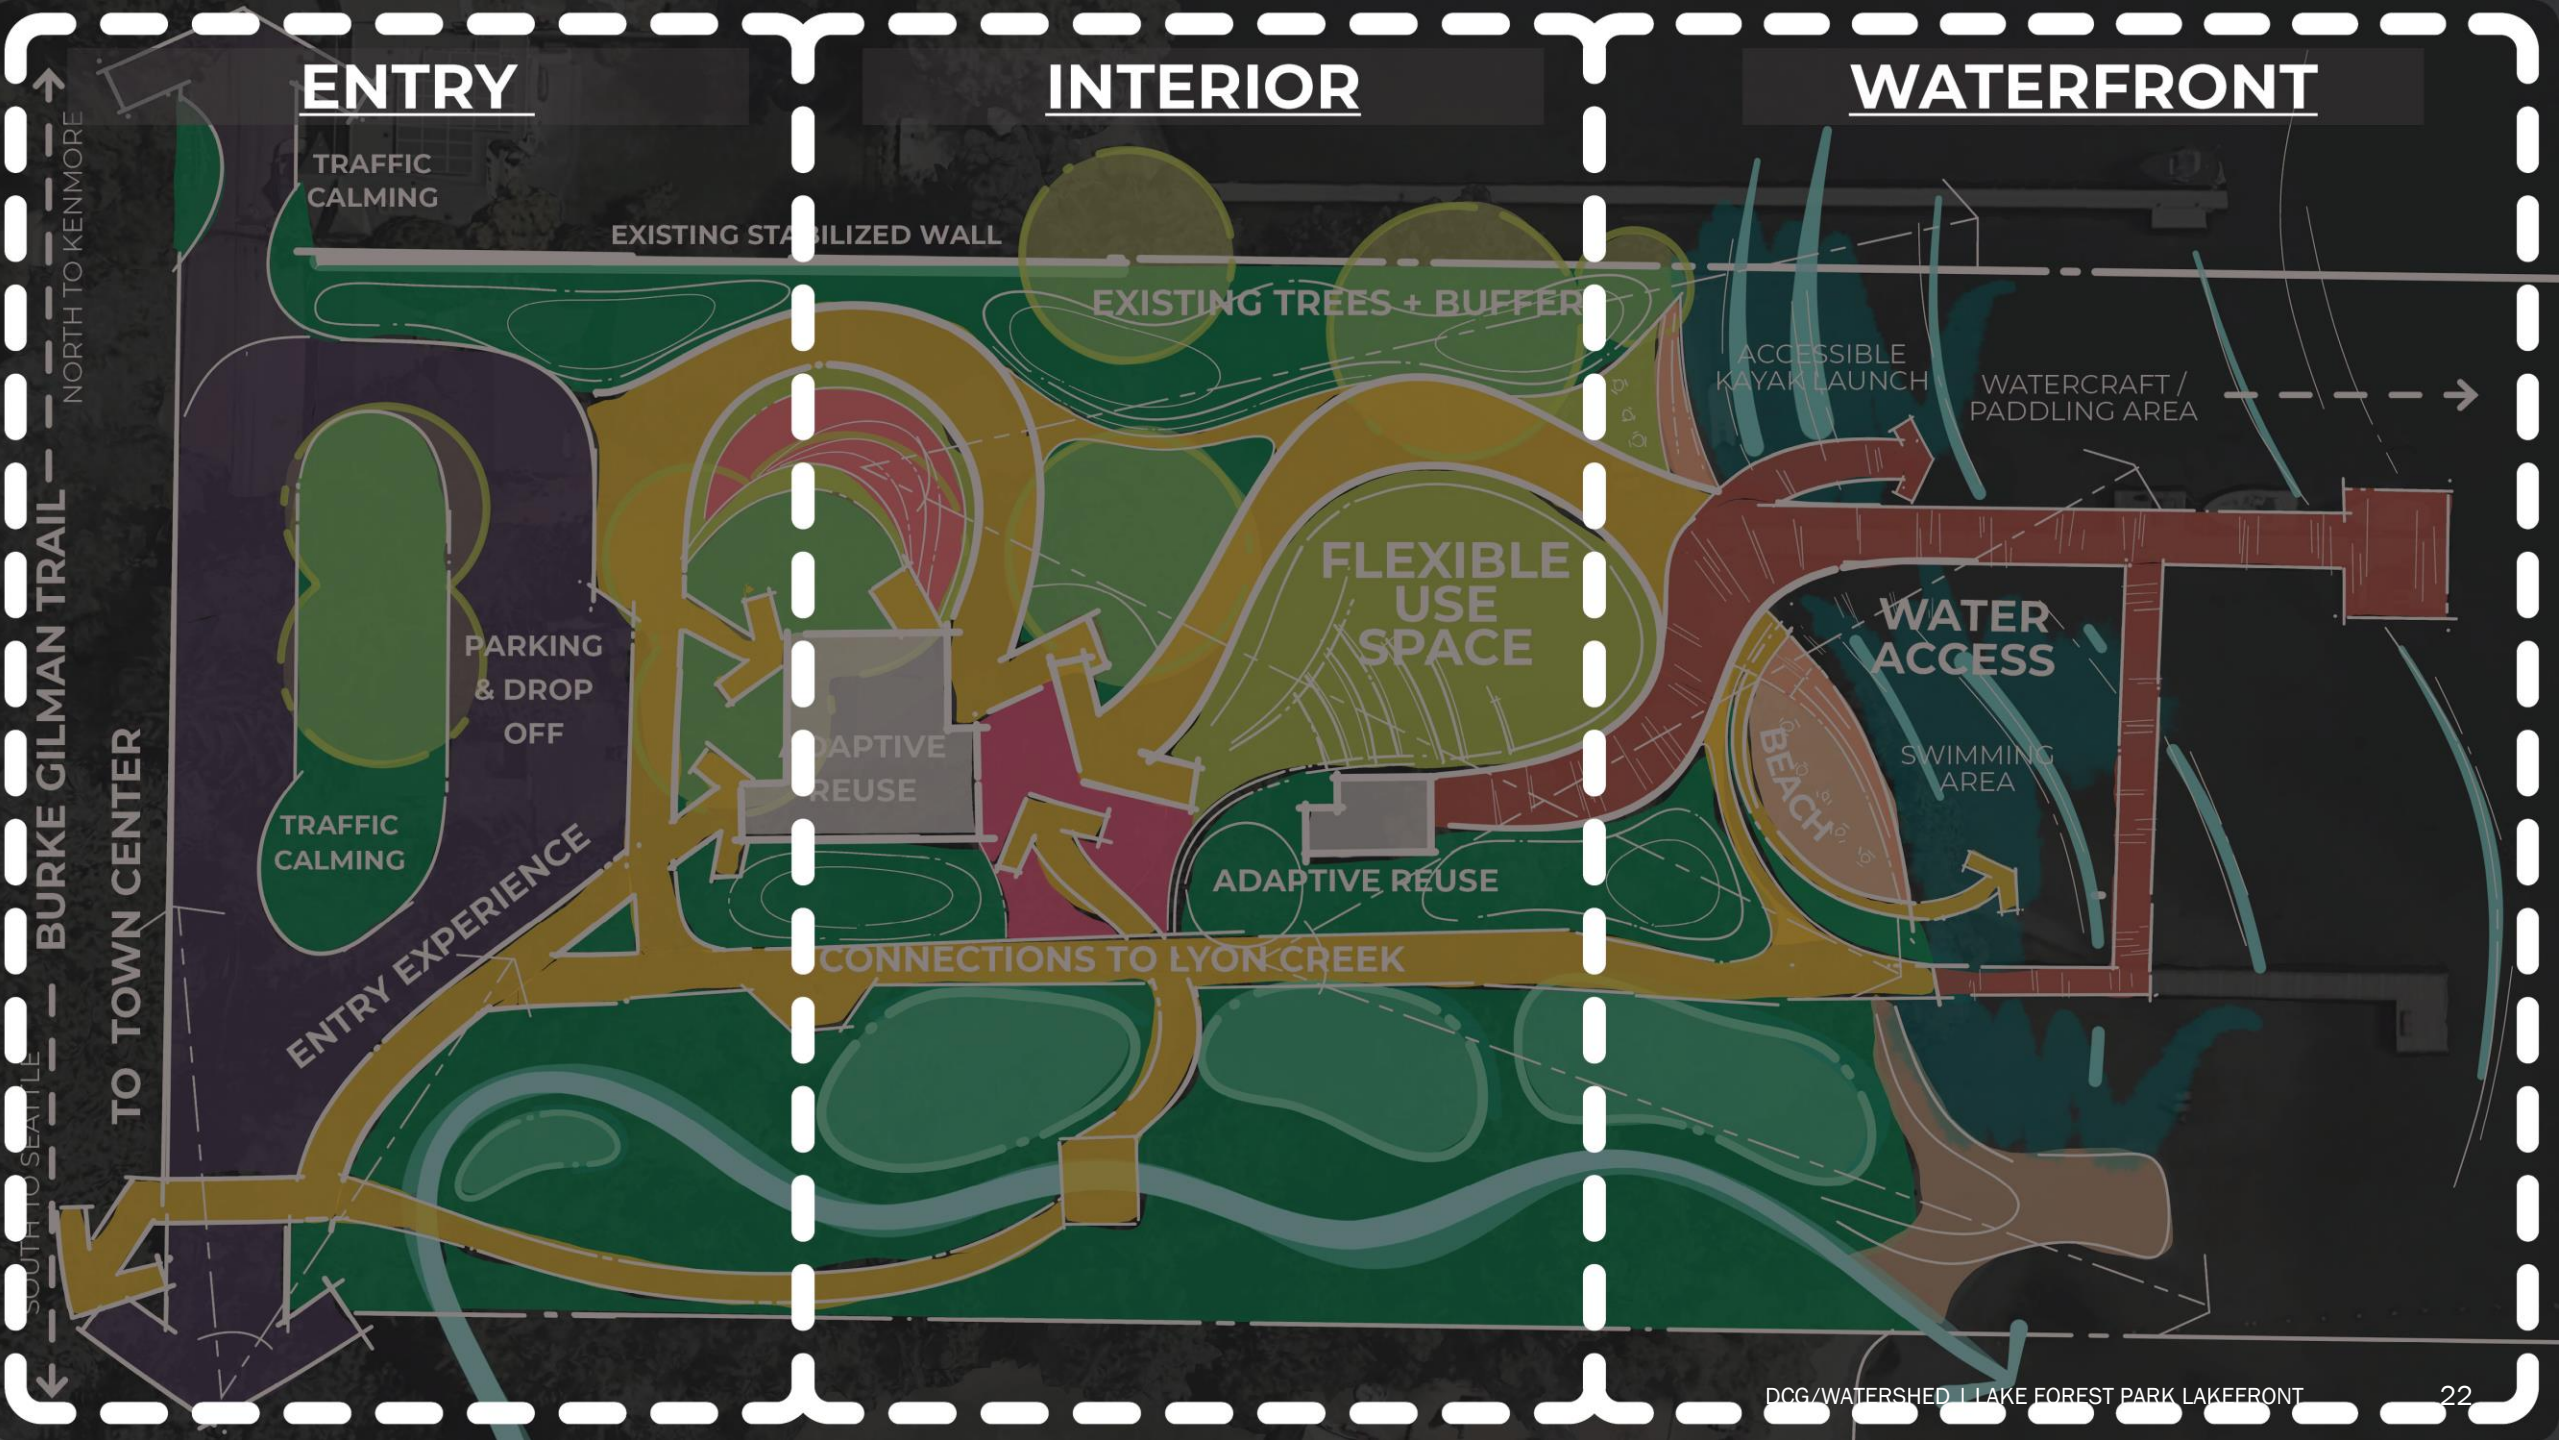 ENTRY
INTERIOR
WATERFRONT
TRAFFIC
CALMING
NORTH TO KENMORE
EXISTING STABILIZED WALL
EXISTING TREES + BUFFER
ACCESSIBLE
KAYAK LAUNCH
WATERCRAFT /
PADDLING AREA
FLEXIBLE
USE
SPACE
WATER
ACCESS
PARKING
& DROP
OFF
BURKE GILMAN TRAIL
TO TOWN CENTER
ADAPTIVE
REUSE
BEACH
SWIMMING
AREA
TRAFFIC
CALMING
ENTRY EXPERIENCE
ADAPTIVE REUSE
CONNECTIONS TO LYON CREEK
SOUTH TO SEATTLE
DCG/WATERSHED | LAKE FOREST PARK LAKEFRONT
22